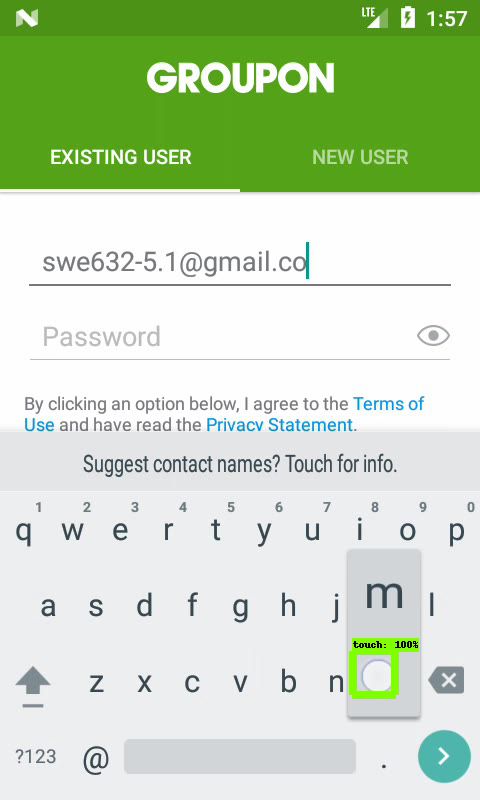 LTE 1:57
GROUPON
EXISTING USER NEW USER
swe632-5.1@gmail.co
Password
By clicking an option below, I agree to the Terms of
Use and have read the Privacy Statement.
Suggest contact names? Touch for info.
1 2 3 4 5 6 7 8 9 0
q w e r t y u i o p
m
a s d f g h j l
touch: 100%
z x c v b n
?123 @ .